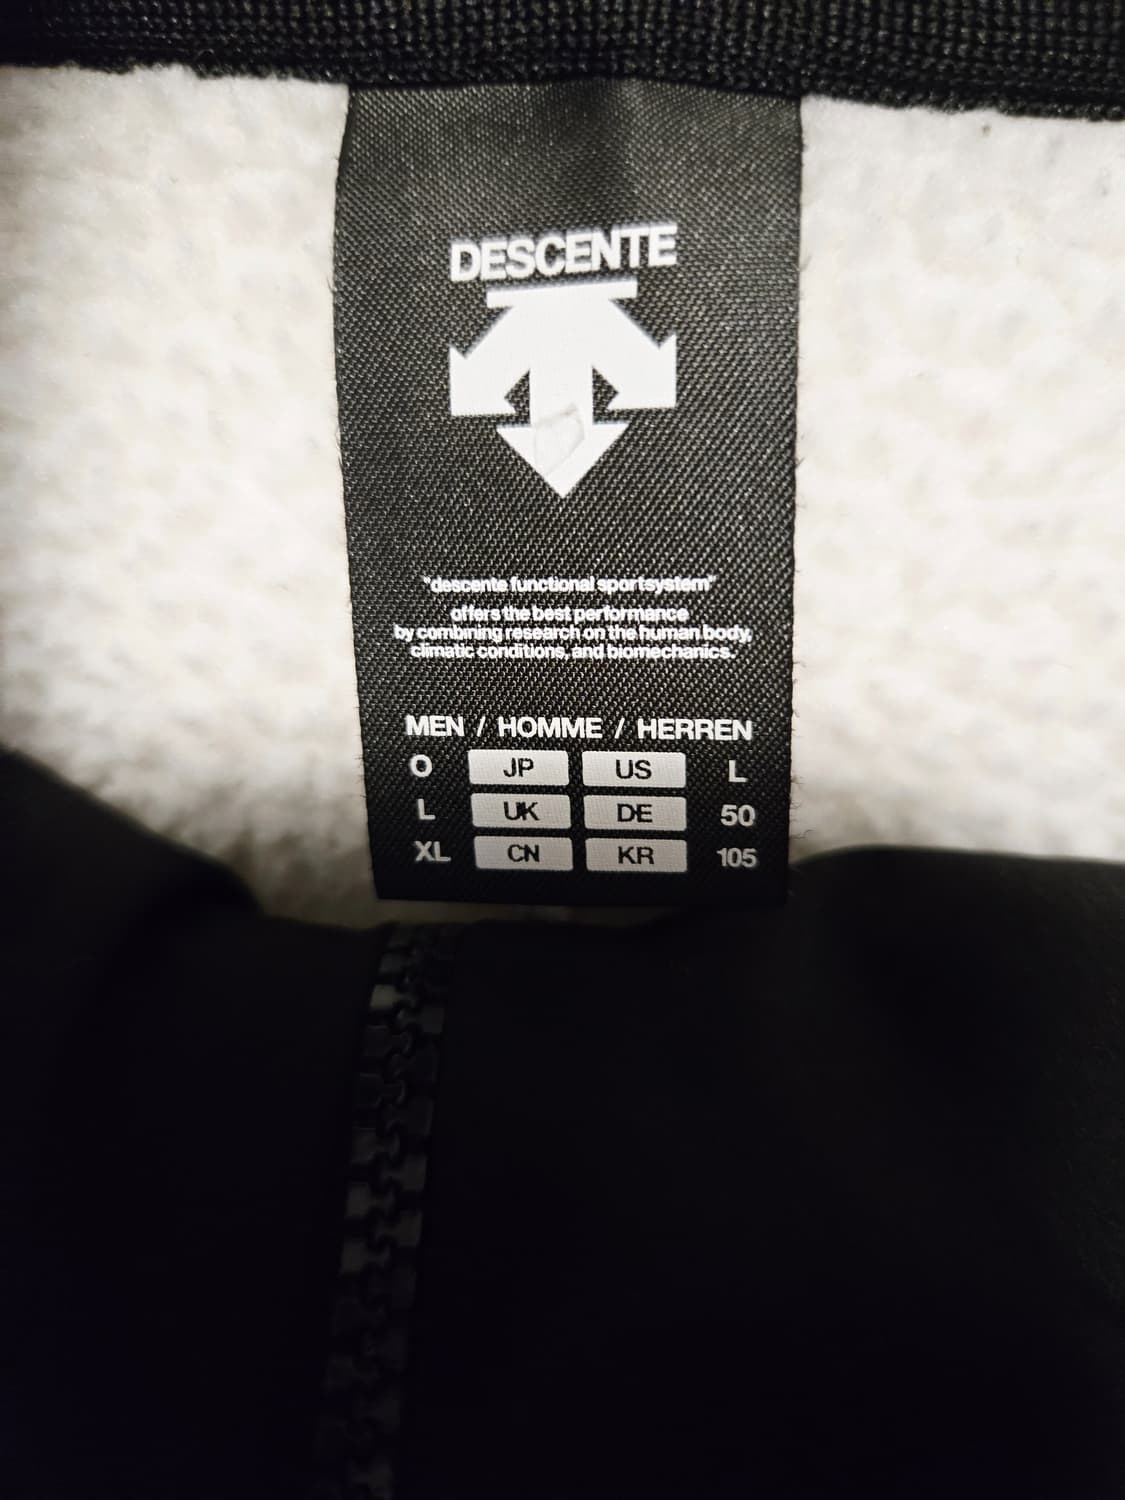 DESCENTE
"descente functional sportsystem"
offers the best performance
by combining research on the human body,
climatic conditions, and biomechanics.
MEN / HOMME / HERREN
O JP US L
L UK DE 50
XL CN KR 105